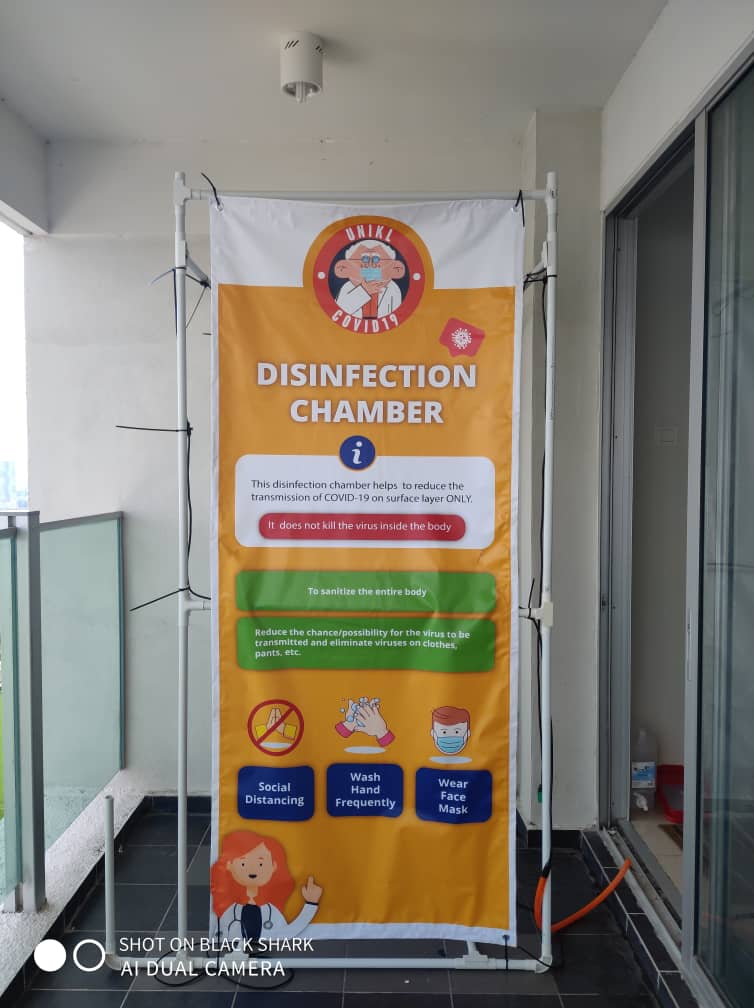 UNIKL
COVID19
DISINFECTION
CHAMBER
i
This disinfection chamber helps to reduce the
transmission of COVID-19 on surface layer ONLY.
It does not kill the virus inside the body
To sanitize the entire body
Reduce the chance/possibility for the virus to be
transmitted and eliminate viruses on clothes,
pants, etc.
Social
Distancing
Wash
Hand
Frequently
Wear
Face
Mask
SHOT ON BLACK SHARK
AI DUAL CAMERA